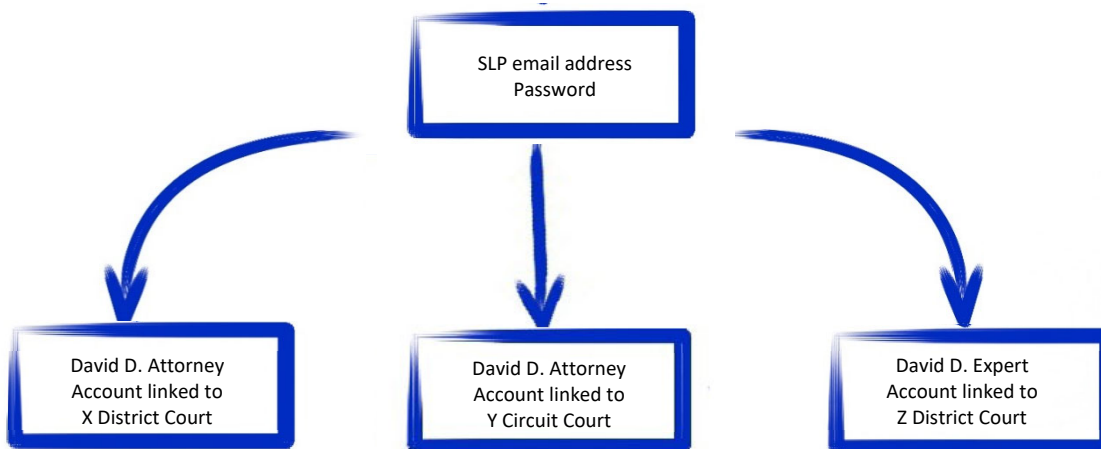 SLP email address
Password
David D. Attorney
Account linked to
X District Court
David D. Attorney
Account linked to
Y Circuit Court
David D. Expert
Account linked to
Z District Court